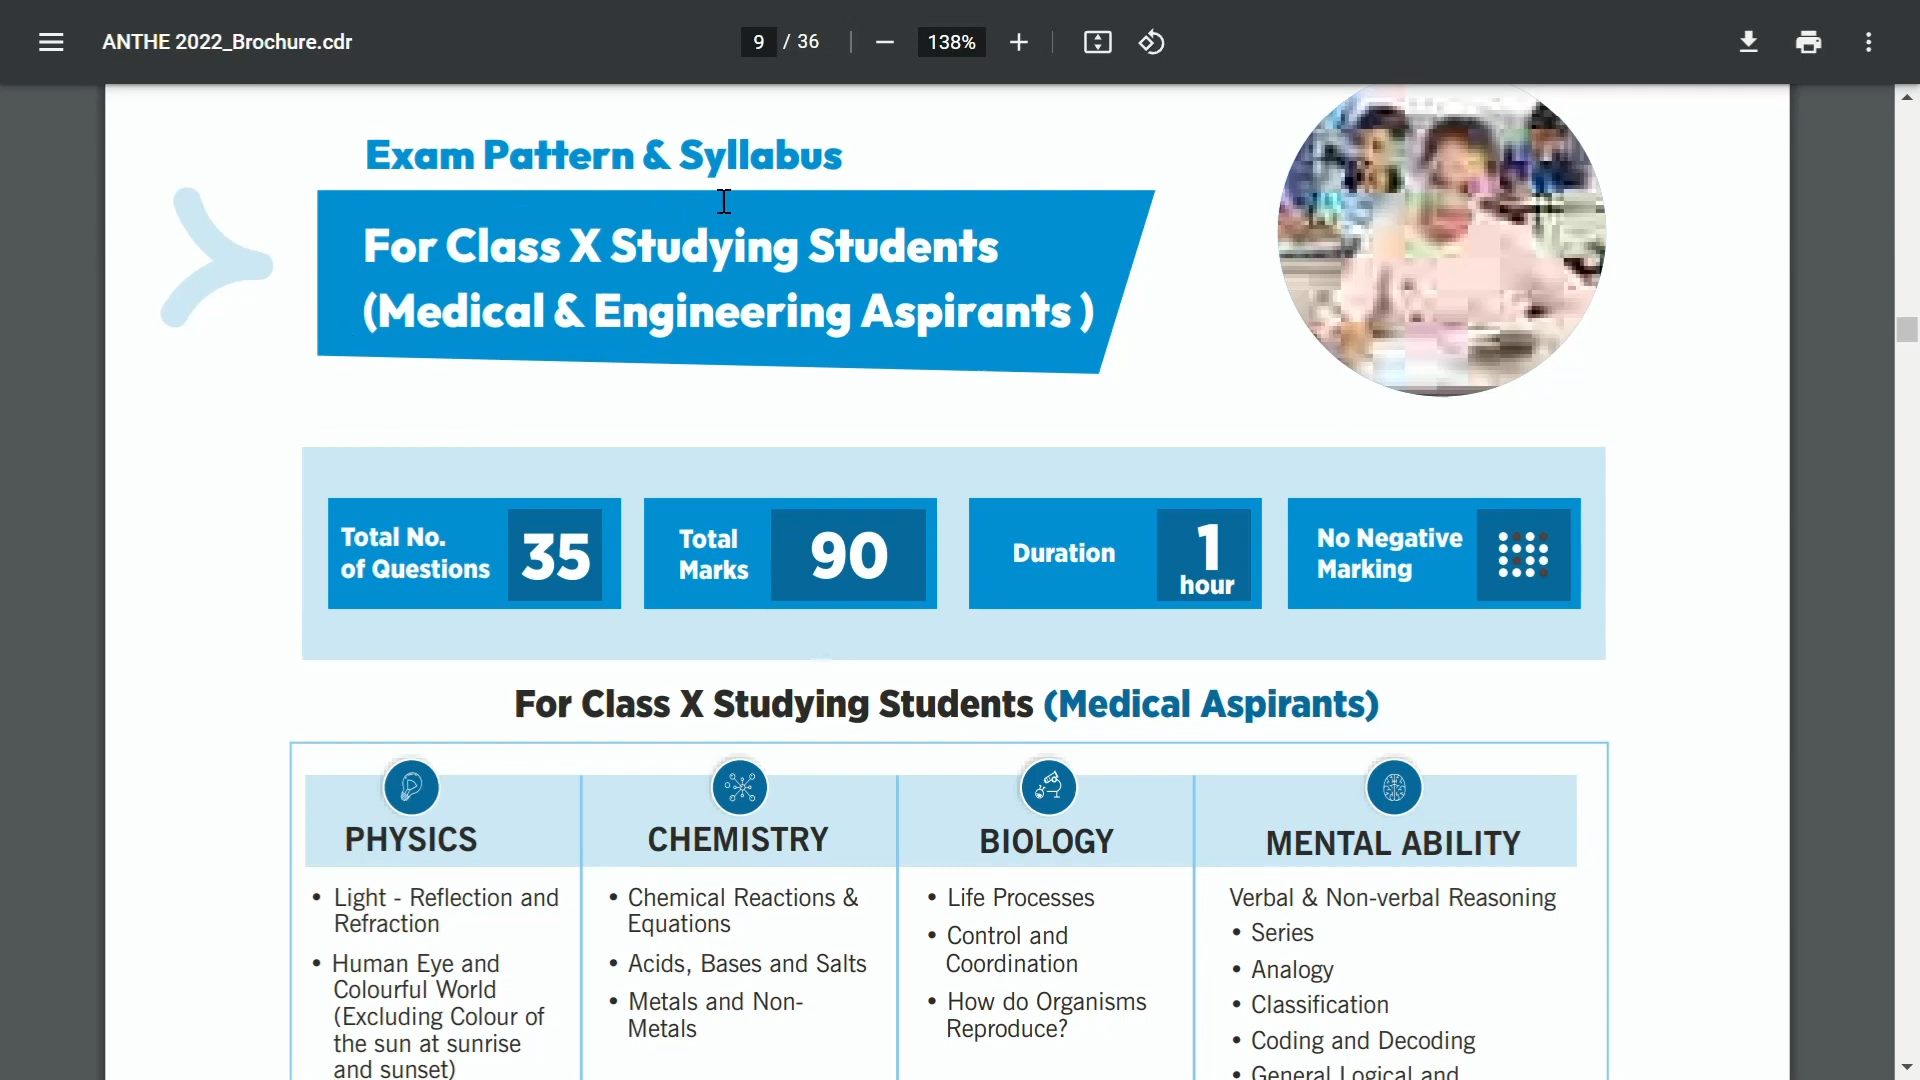 ANTHE 2022_Brochure.cdr
9 / 36
138%
Exam Pattern & Syllabus
For Class X Studying Students
(Medical & Engineering Aspirants )
Total No.
of Questions
35
Total
Marks
90
Duration
1
hour
No Negative
Marking
For Class X Studying Students (Medical Aspirants)
PHYSICS
• Light - Reflection and
Refraction
• Human Eye and
Colourful World
(Excluding Colour of
the sun at sunrise
and sunset)
CHEMISTRY
• Chemical Reactions &
Equations
• Acids, Bases and Salts
• Metals and Non-
Metals
BIOLOGY
• Life Processes
• Control and
Coordination
• How do Organisms
Reproduce?
MENTAL ABILITY
Verbal & Non-verbal Reasoning
• Series
• Analogy
• Classification
• Coding and Decoding
• General Logical and